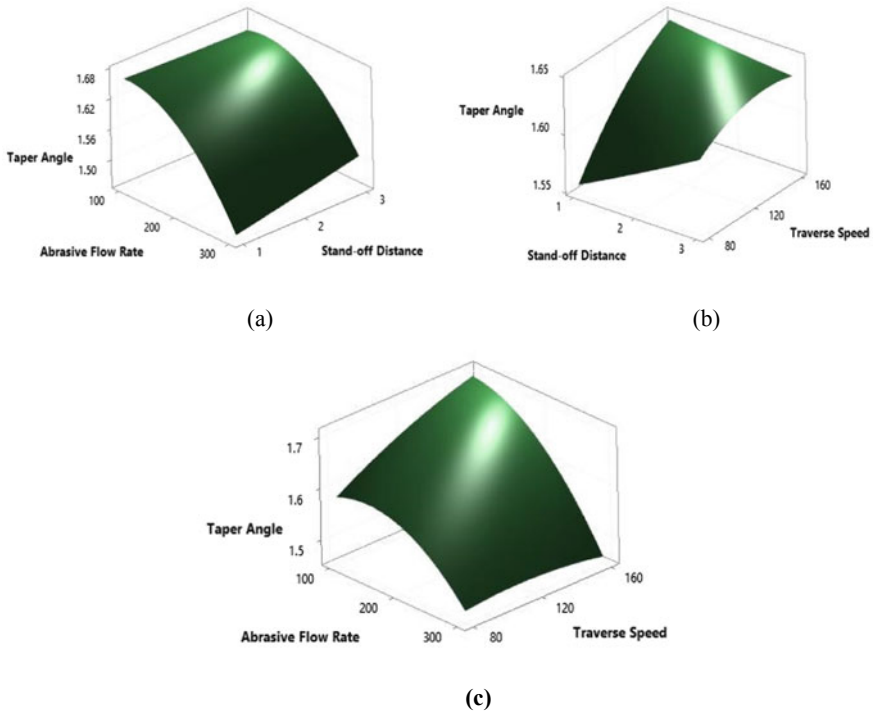 1.68
1.62
1.56
Taper Angle
1.50
100
200
300
Abrasive Flow Rate
1
2
3
Stand-off Distance
(a)
1.65
Taper Angle
1.60
1.55
1
2
3
Stand-off Distance
80
120
160
Traverse Speed
(b)
1.7
1.6
Taper Angle
1.5
100
200
300
Abrasive Flow Rate
80
120
160
Traverse Speed
(c)